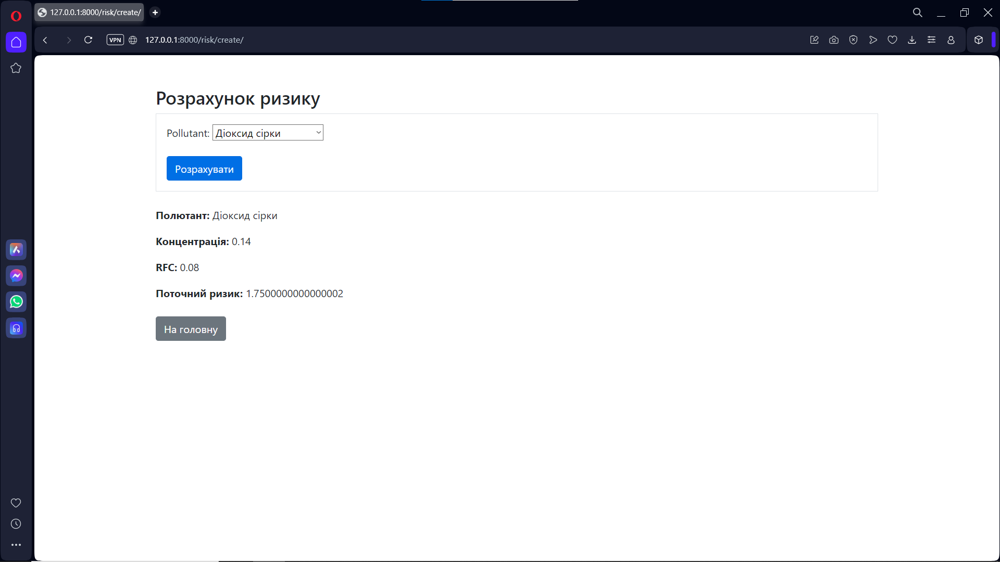 127.0.0.1:8000/risk/create/
VPN 127.0.0.1:8000/risk/create/
Розрахунок ризику
Pollutant: Діоксид сірки
Розрахувати
Полютант: Діоксид сірки
Концентрація: 0.14
RFC: 0.08
Поточний ризик: 1.7500000000000002
На головну